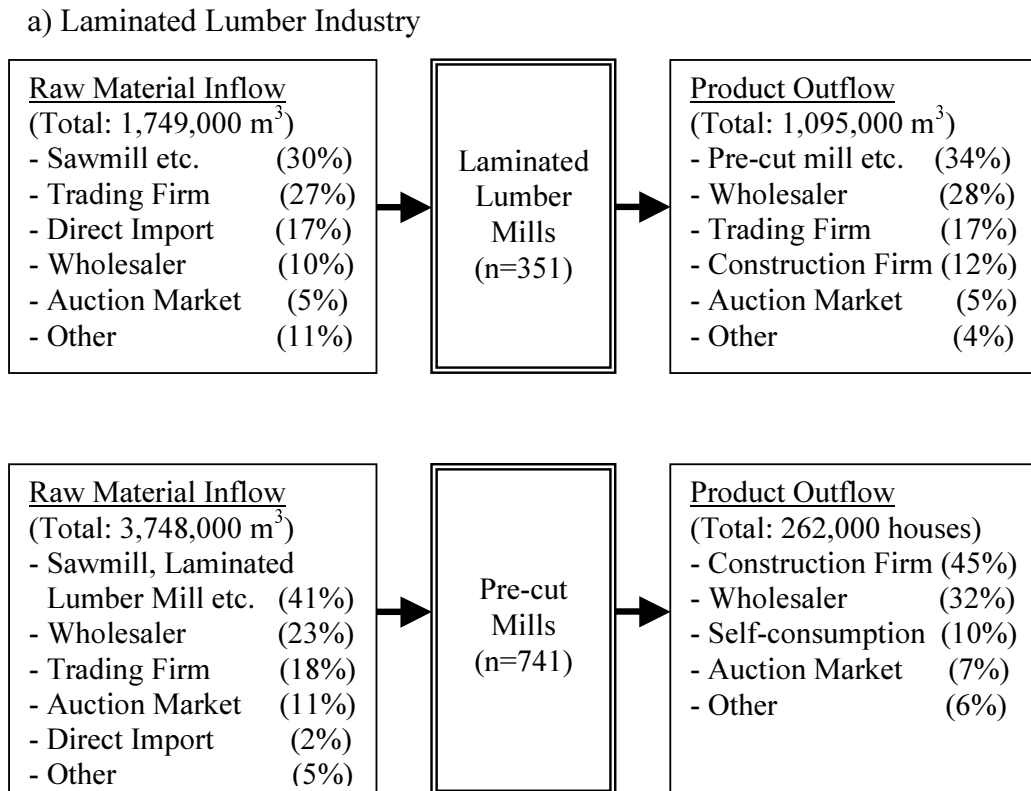 a) Laminated Lumber Industry
Raw Material Inflow
(Total: 1,749,000 m³)
- Sawmill etc. (30%)
- Trading Firm (27%)
- Direct Import (17%)
- Wholesaler (10%)
- Auction Market (5%)
- Other (11%)
Laminated
Lumber
Mills
(n=351)
Product Outflow
(Total: 1,095,000 m³)
- Pre-cut mill etc. (34%)
- Wholesaler (28%)
- Trading Firm (17%)
- Construction Firm (12%)
- Auction Market (5%)
- Other (4%)
Raw Material Inflow
(Total: 3,748,000 m³)
- Sawmill, Laminated
Lumber Mill etc. (41%)
- Wholesaler (23%)
- Trading Firm (18%)
- Auction Market (11%)
- Direct Import (2%)
- Other (5%)
Pre-cut
Mills
(n=741)
Product Outflow
(Total: 262,000 houses)
- Construction Firm (45%)
- Wholesaler (32%)
- Self-consumption (10%)
- Auction Market (7%)
- Other (6%)